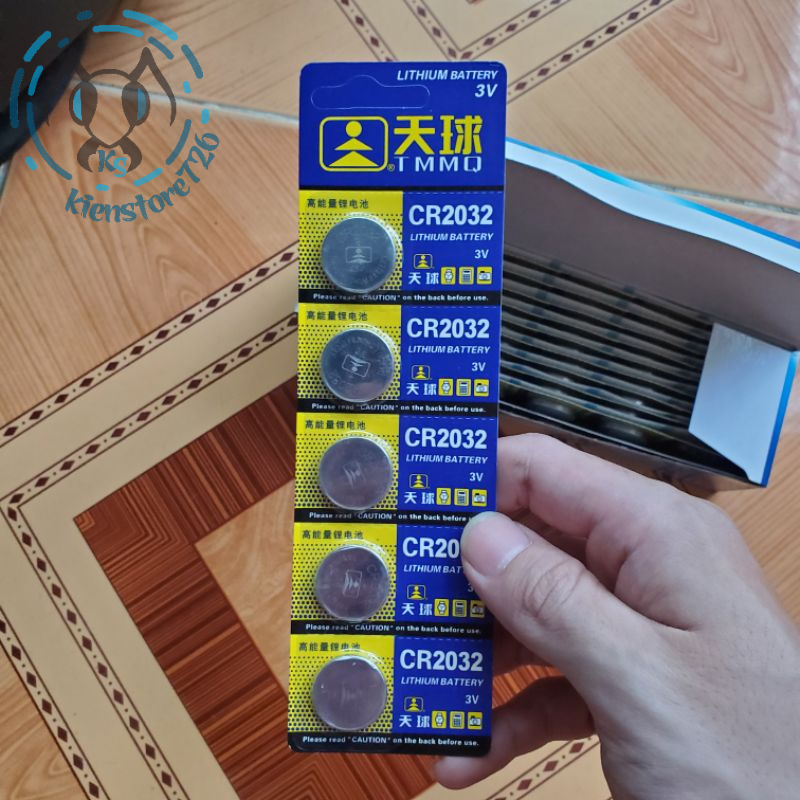 LITHIUM BATTERY
3V
天球
®TMMQ
KS
kienstore726
高能量锂电池
CR2032
LITHIUM BATTERY
3V
天球
Please read "CAUTION" on the back before use.
高能量锂电池
CR2032
LITHIUM BATTERY
3V
天球
Please read "CAUTION" on the back before use.
高能量锂电池
CR2032
LITHIUM BATTERY
3V
天球
Please read "CAUTION" on the back before use.
高能量锂电池
CR20
LITHIUM BAT
天球
Please read "CAUTION" on the back before use.
高能量锂电池
CR2032
LITHIUM BATTERY
3V
天球
Please read "CAUTION" on the back before use.